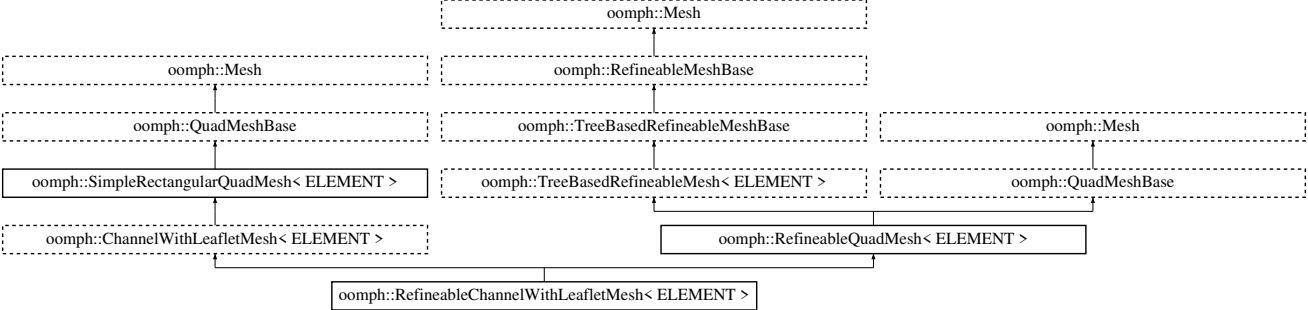 oomph::Mesh
oomph::Mesh
oomph::RefineableMeshBase
oomph::QuadMeshBase
oomph::TreeBasedRefineableMeshBase
oomph::Mesh
oomph::SimpleRectangularQuadMesh< ELEMENT >
oomph::TreeBasedRefineableMesh< ELEMENT >
oomph::QuadMeshBase
oomph::ChannelWithLeafletMesh< ELEMENT >
oomph::RefineableQuadMesh< ELEMENT >
oomph::RefineableChannelWithLeafletMesh< ELEMENT >